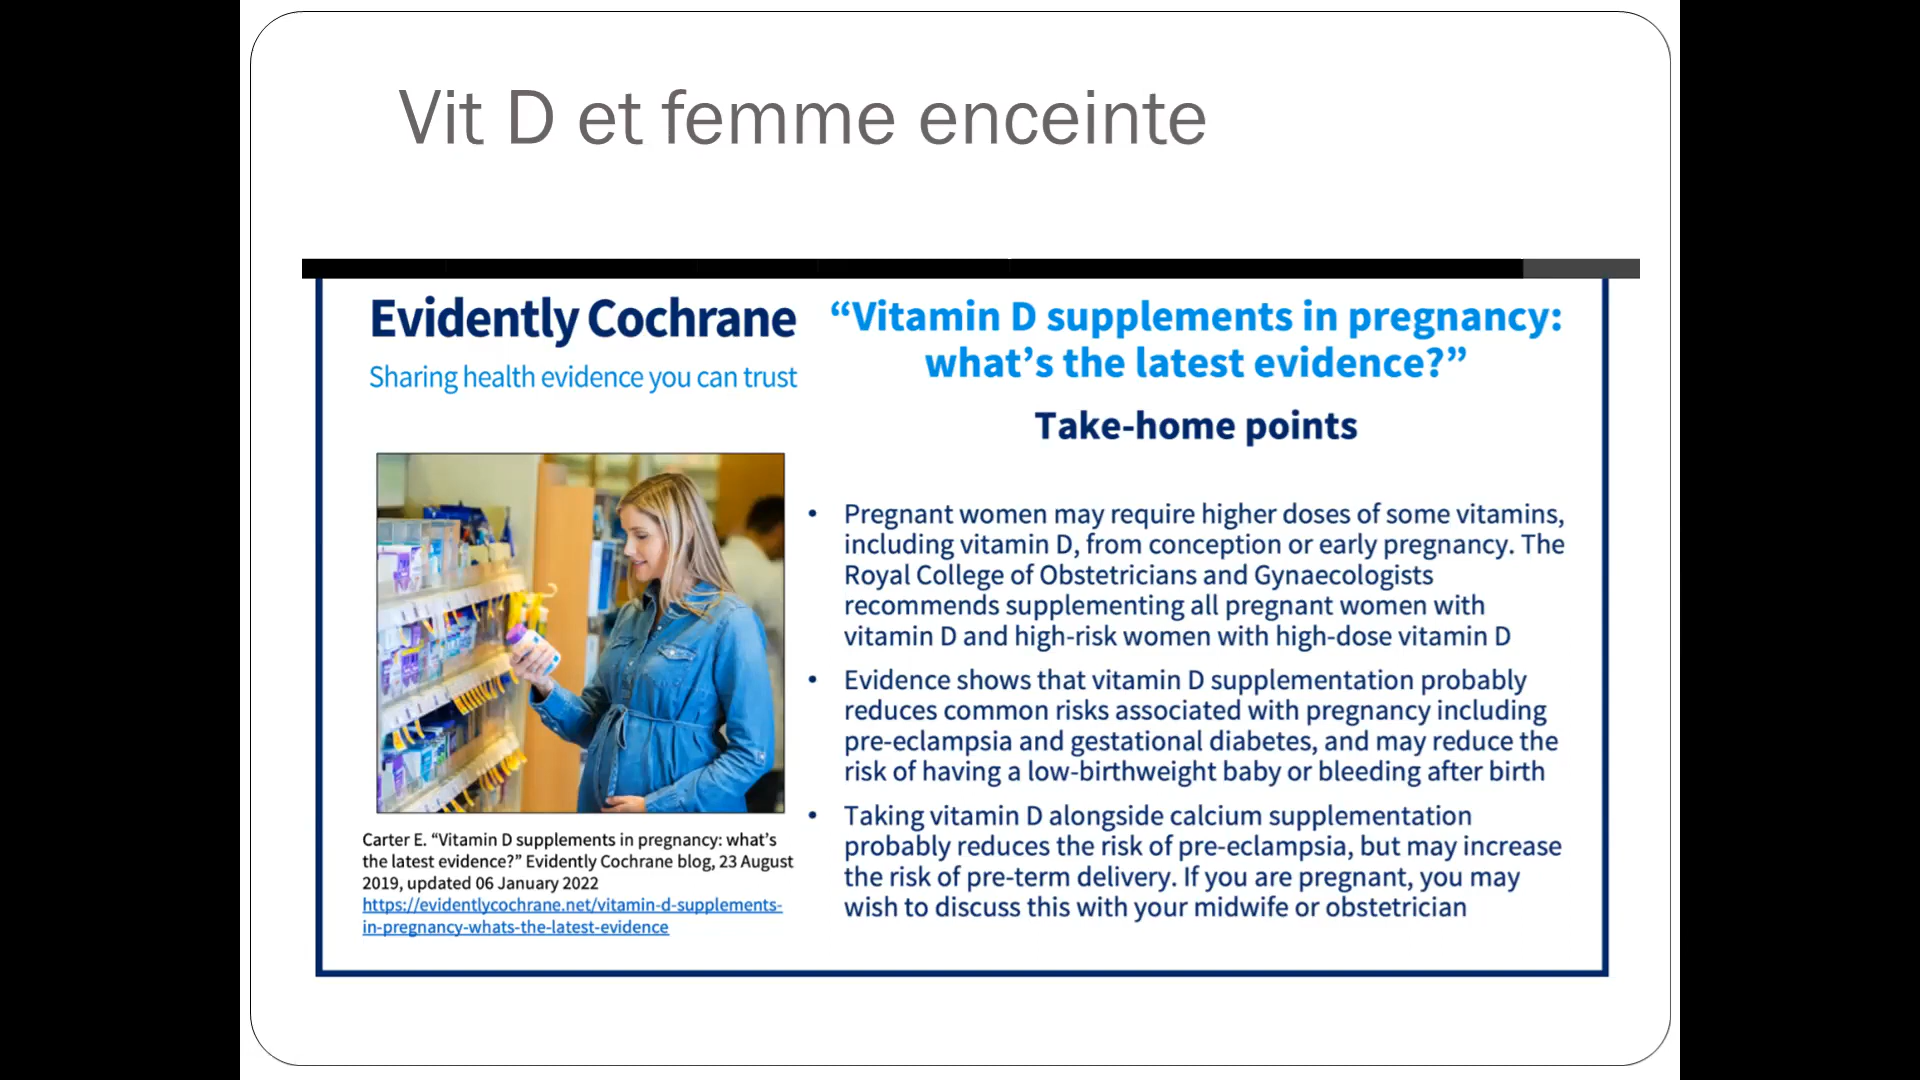 Vit D et femme enceinte
Evidently Cochrane
Sharing health evidence you can trust
“Vitamin D supplements in pregnancy:
what’s the latest evidence?”
Take-home points
• Pregnant women may require higher doses of some vitamins,
including vitamin D, from conception or early pregnancy. The
Royal College of Obstetricians and Gynaecologists
recommends supplementing all pregnant women with
vitamin D and high-risk women with high-dose vitamin D
• Evidence shows that vitamin D supplementation probably
reduces common risks associated with pregnancy including
pre-eclampsia and gestational diabetes, and may reduce the
risk of having a low-birthweight baby or bleeding after birth
• Taking vitamin D alongside calcium supplementation
probably reduces the risk of pre-eclampsia, but may increase
the risk of pre-term delivery. If you are pregnant, you may
wish to discuss this with your midwife or obstetrician
Carter E. “Vitamin D supplements in pregnancy: what’s
the latest evidence?” Evidently Cochrane blog, 23 August
2019, updated 06 January 2022
https://evidentlycochrane.net/vitamin-d-supplements-
in-pregnancy-whats-the-latest-evidence